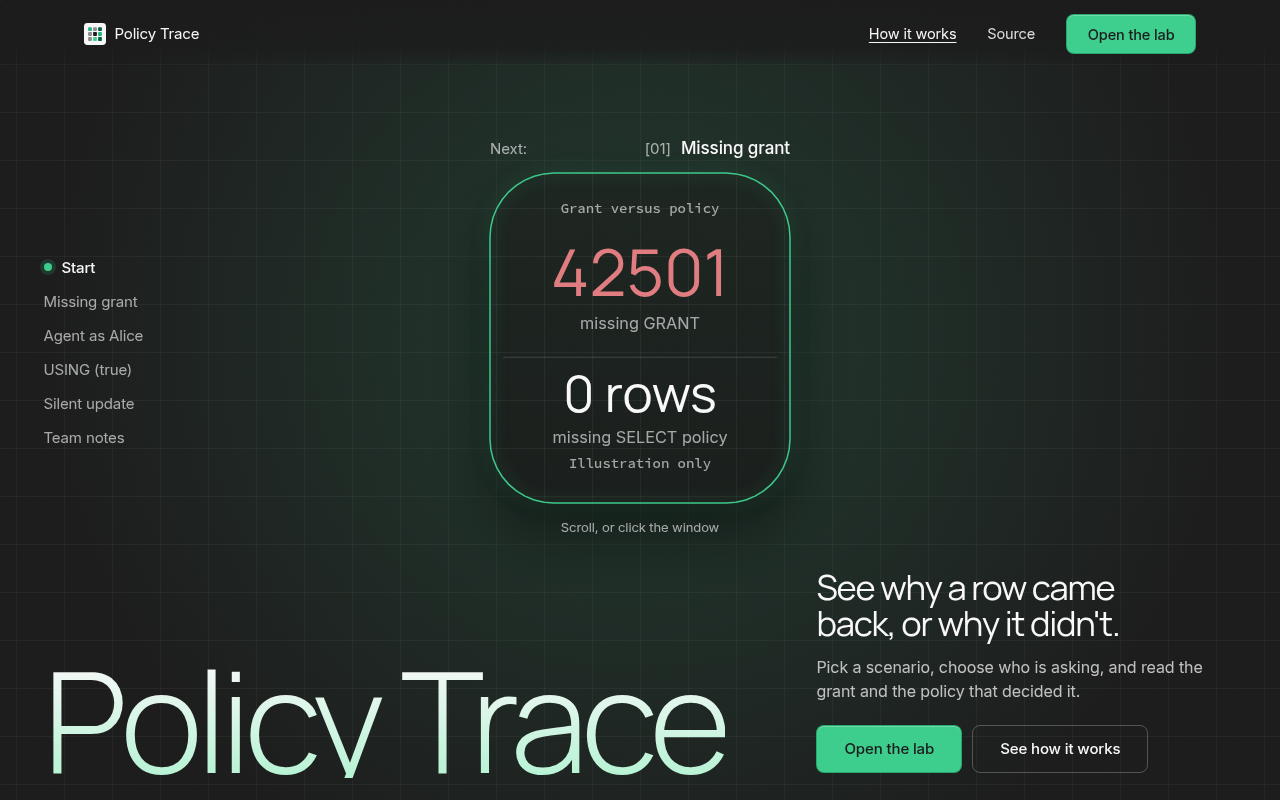 Policy Trace
How it works
Source
Open the lab
Next:
[01] Missing grant
Grant versus policy
42501
missing GRANT
0 rows
missing SELECT policy
Illustration only
Scroll, or click the window
Start
Missing grant
Agent as Alice
USING (true)
Silent update
Team notes
Policy Trace
See why a row came
back, or why it didn't.
Pick a scenario, choose who is asking, and read the
grant and the policy that decided it.
Open the lab
See how it works